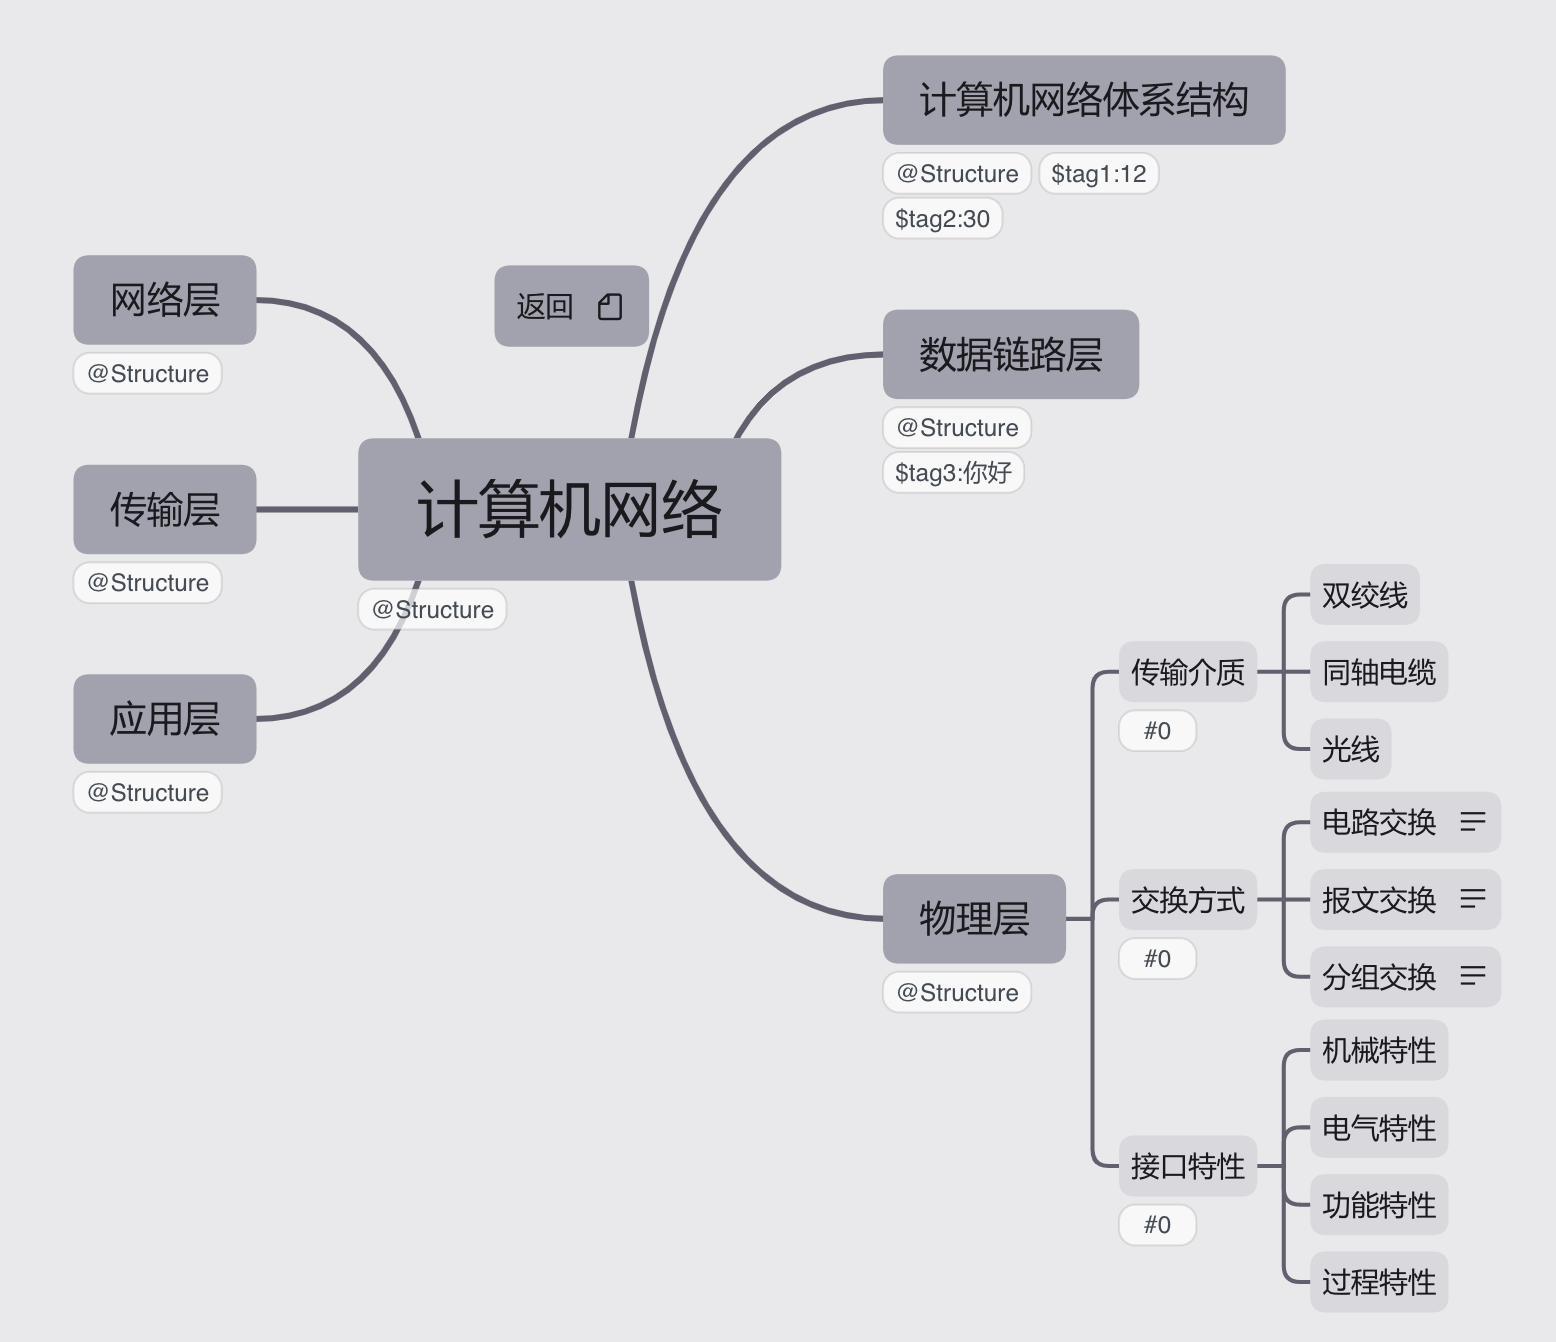 计算机网络体系结构
@Structure $tag1:12
$tag2:30
网络层
@Structure
返回
数据链路层
@Structure
$tag3:你好
传输层
@Structure
计算机网络
@Structure
应用层
@Structure
物理层
@Structure
传输介质
#0
双绞线
同轴电缆
光线
交换方式
#0
电路交换
报文交换
分组交换
接口特性
#0
机械特性
电气特性
功能特性
过程特性